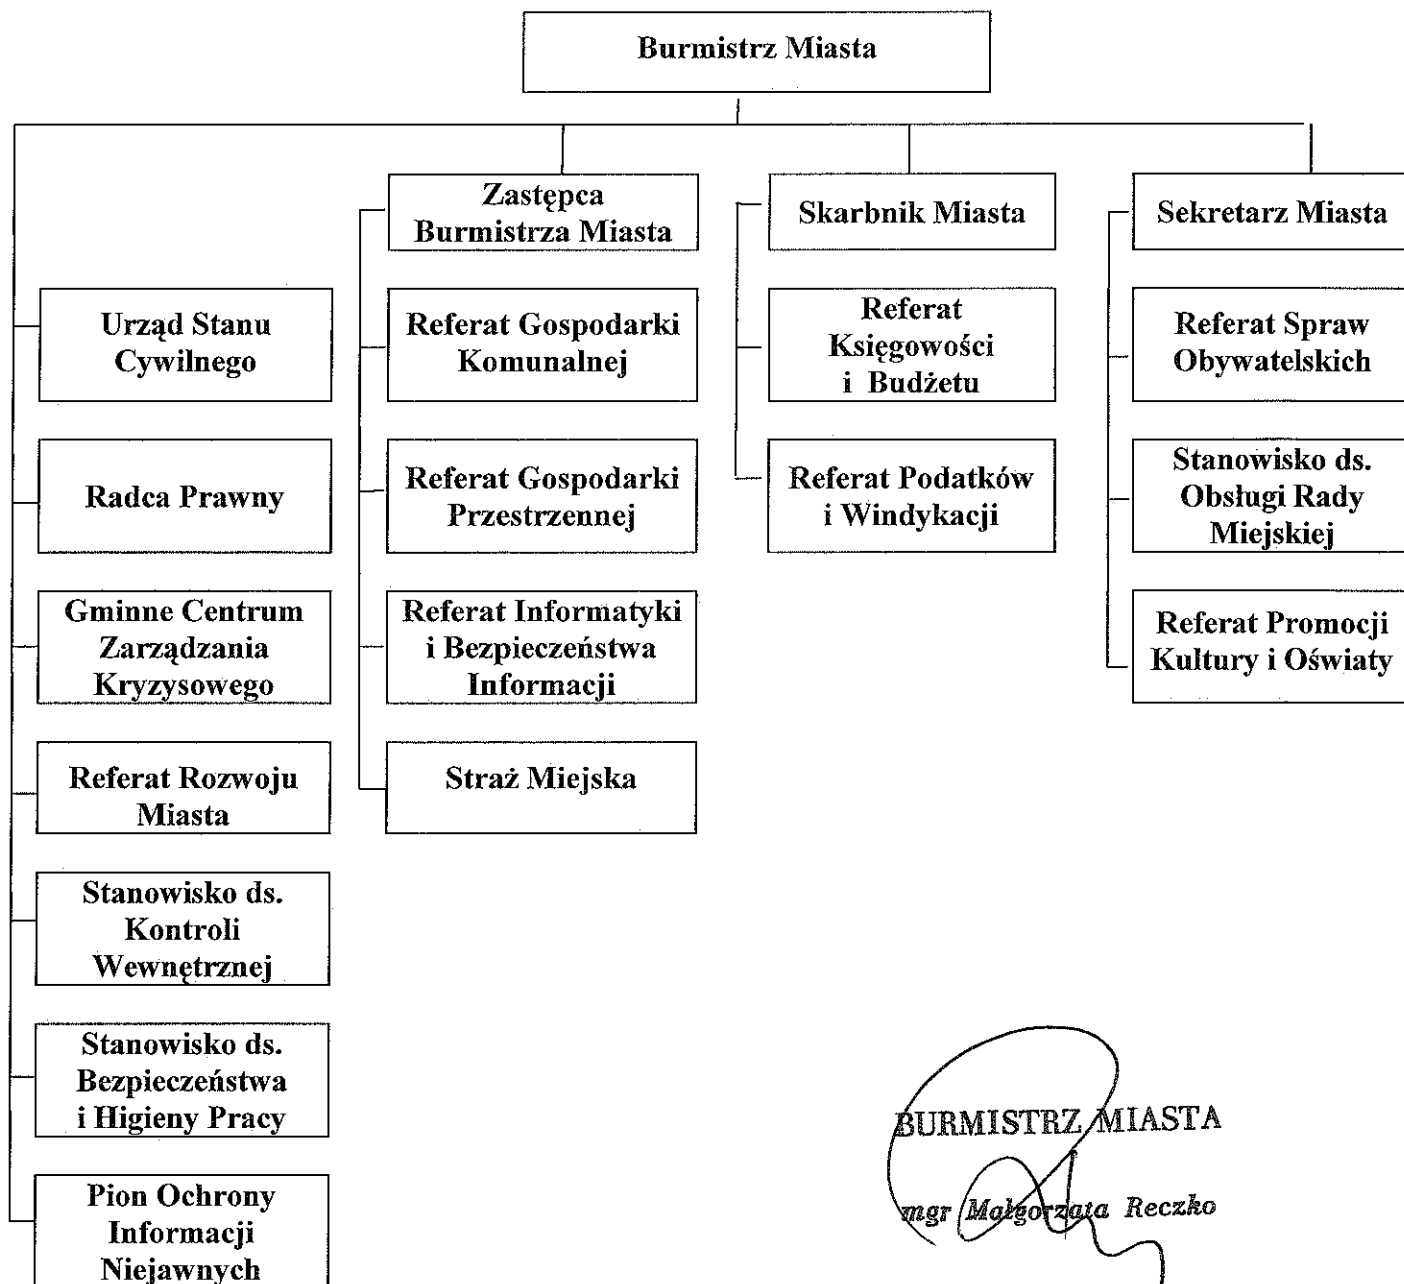 Burmistrz Miasta
Zastępca
Burmistrza Miasta
Skarbnik Miasta
Sekretarz Miasta
Urząd Stanu
Cywilnego
Radca Prawny
Gminne Centrum
Zarządzania
Kryzysowego
Referat Rozwoju
Miasta
Stanowisko ds.
Kontroli
Wewnętrznej
Stanowisko ds.
Bezpieczeństwa
i Higieny Pracy
Pion Ochrony
Informacji
Niejawnych
Referat Gospodarki
Komunalnej
Referat Gospodarki
Przestrzennej
Referat Informatyki
i Bezpieczeństwa
Informacji
Straż Miejska
Referat
Księgowości
i Budżetu
Referat Podatków
i Windykacji
Referat Spraw
Obywatelskich
Stanowisko ds.
Obsługi Rady
Miejskiej
Referat Promocji
Kultury i Oświaty
BURMISTRZ MIASTA
mgr Małgorzata Reczko